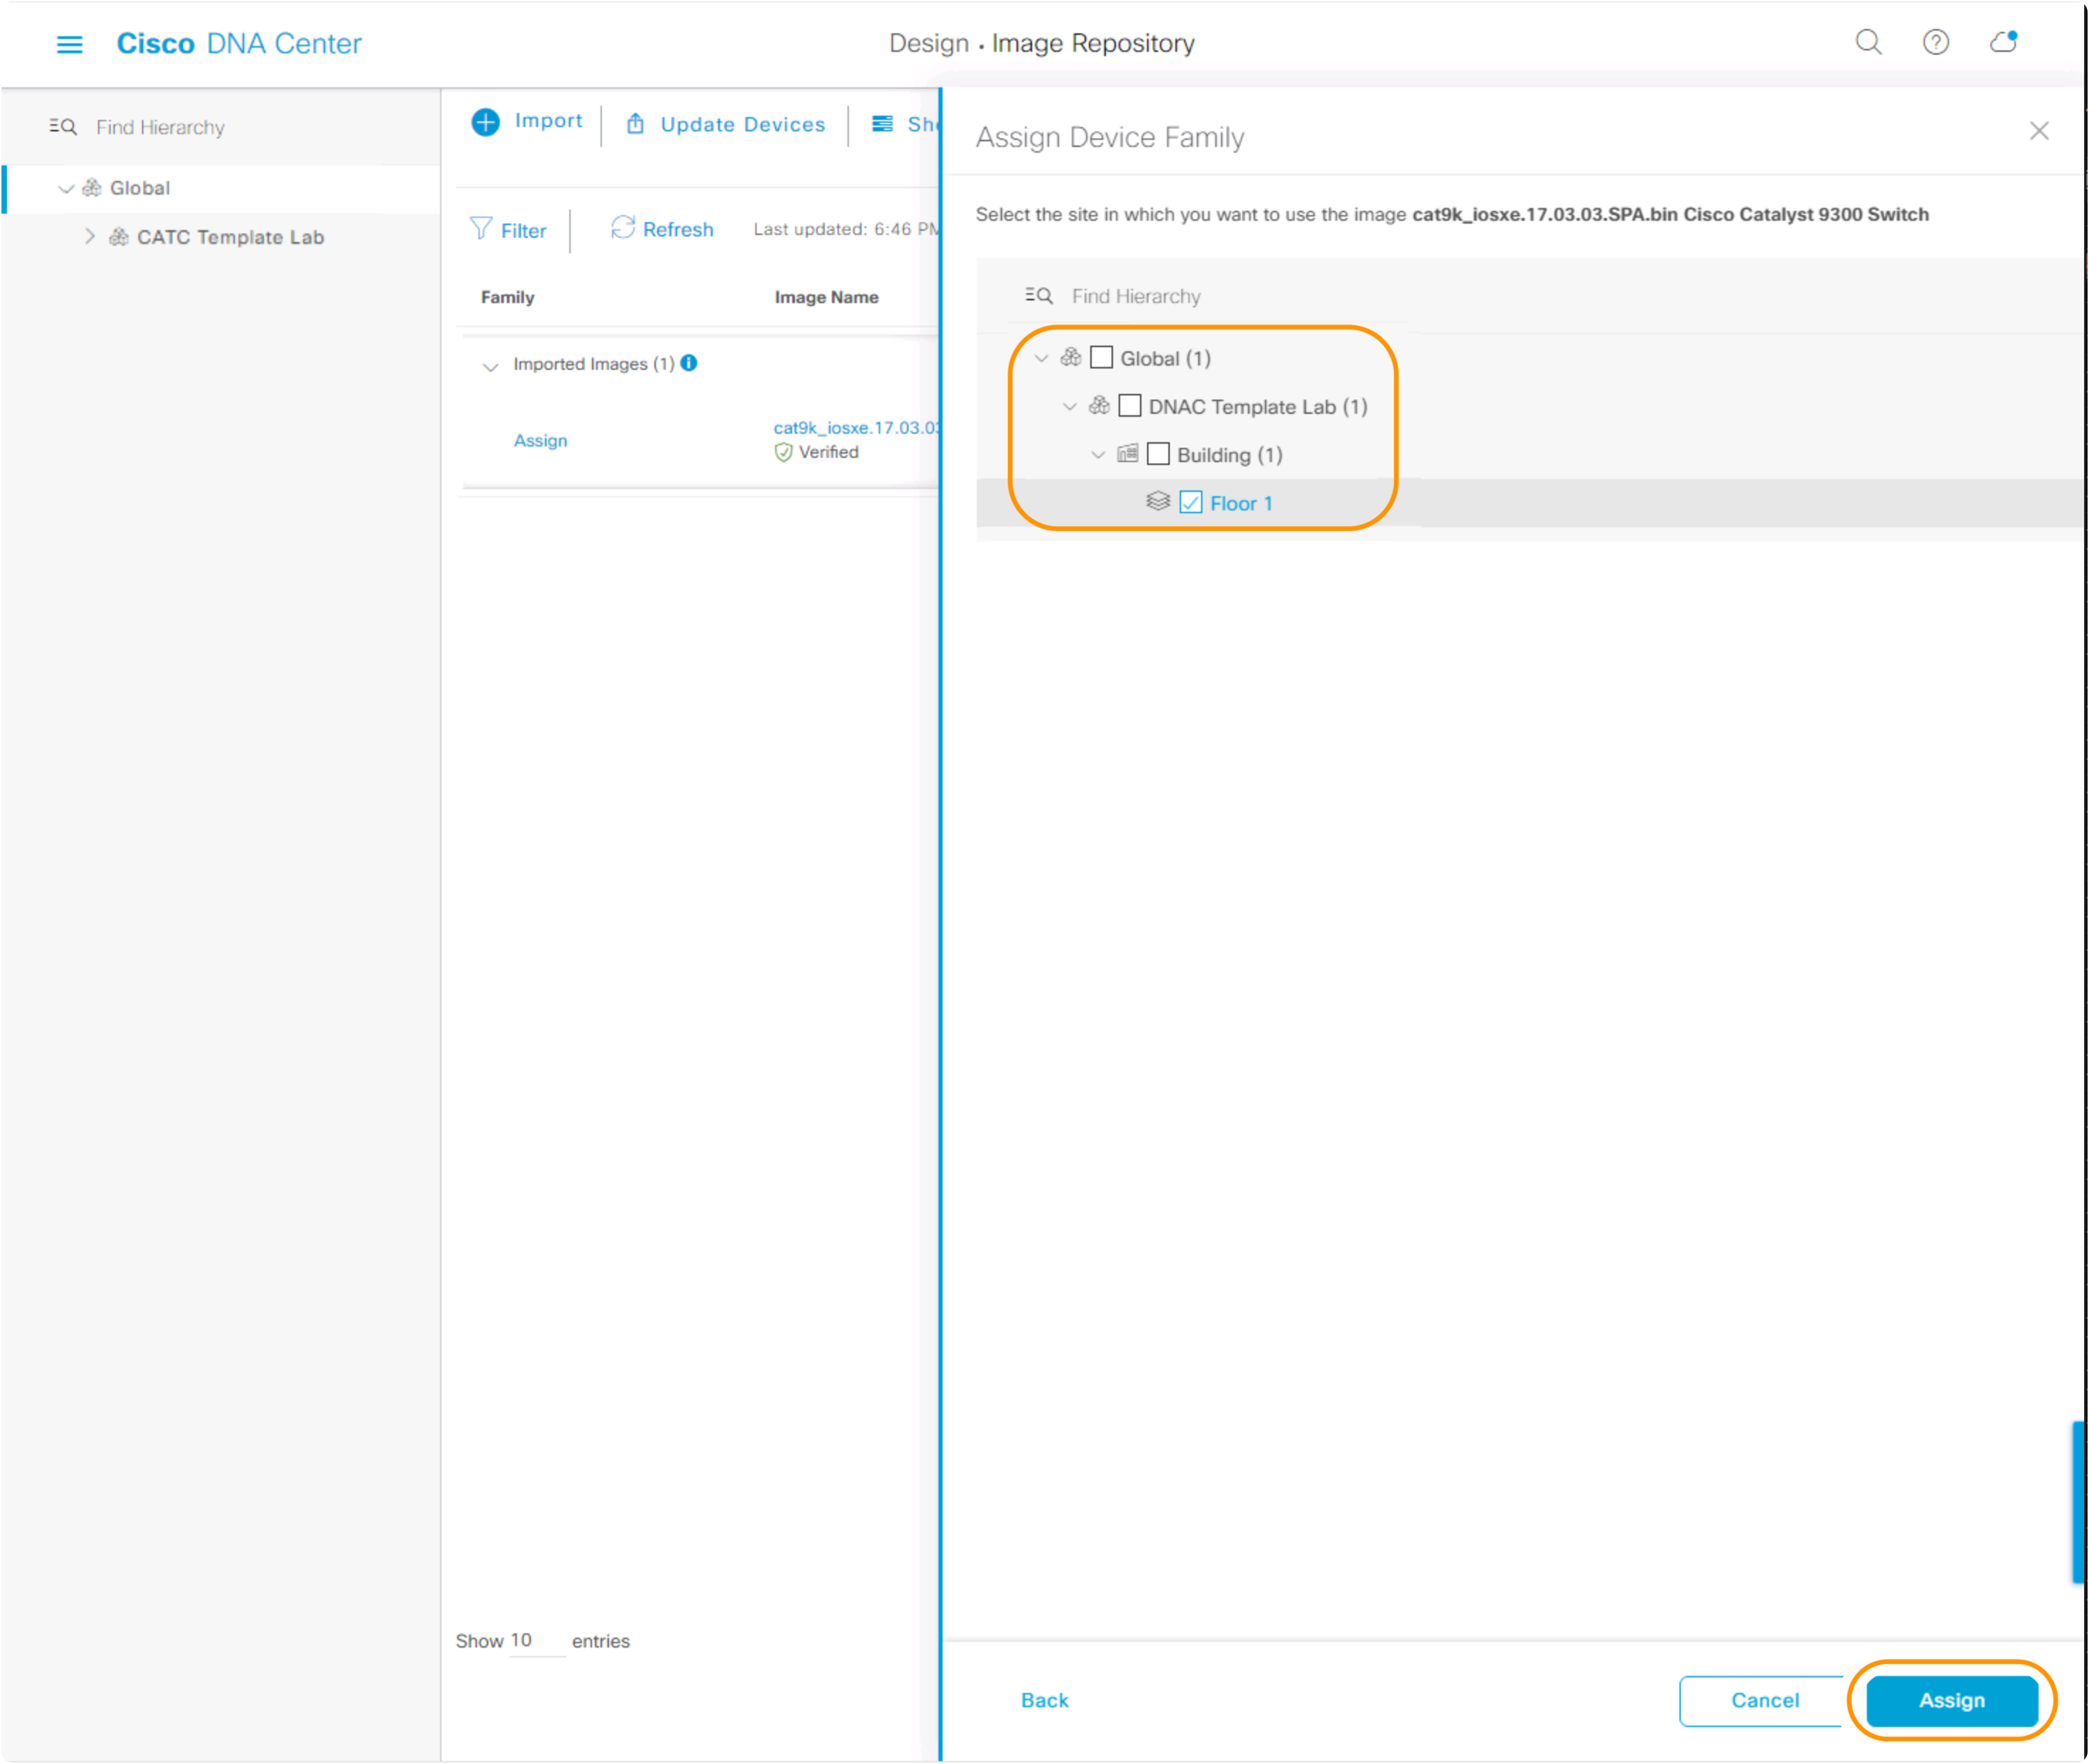 Cisco DNA Center
Design • Image Repository
Find Hierarchy
Global
CATC Template Lab
Import
Update Devices
Filter
Refresh
Last updated: 6:46 PM
Family
Image Name
Imported Images (1)
Assign
cat9k_iosxe.17.03.03
Verified
Show 10 entries
Assign Device Family
Select the site in which you want to use the image cat9k_iosxe.17.03.03.SPA.bin Cisco Catalyst 9300 Switch
Find Hierarchy
Global (1)
DNAC Template Lab (1)
Building (1)
Floor 1
Back
Cancel
Assign